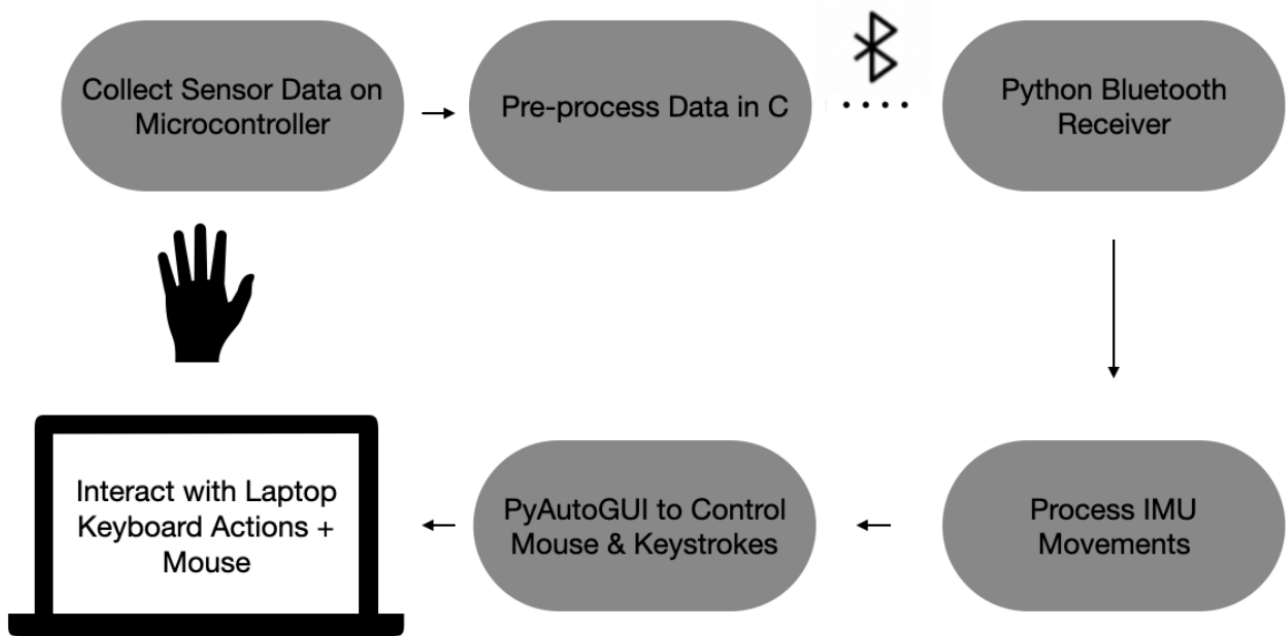 Collect Sensor Data on
Microcontroller
Pre-process Data in C
Python Bluetooth
Receiver
Process IMU
Movements
PyAutoGUI to Control
Mouse & Keystrokes
Interact with Laptop
Keyboard Actions +
Mouse